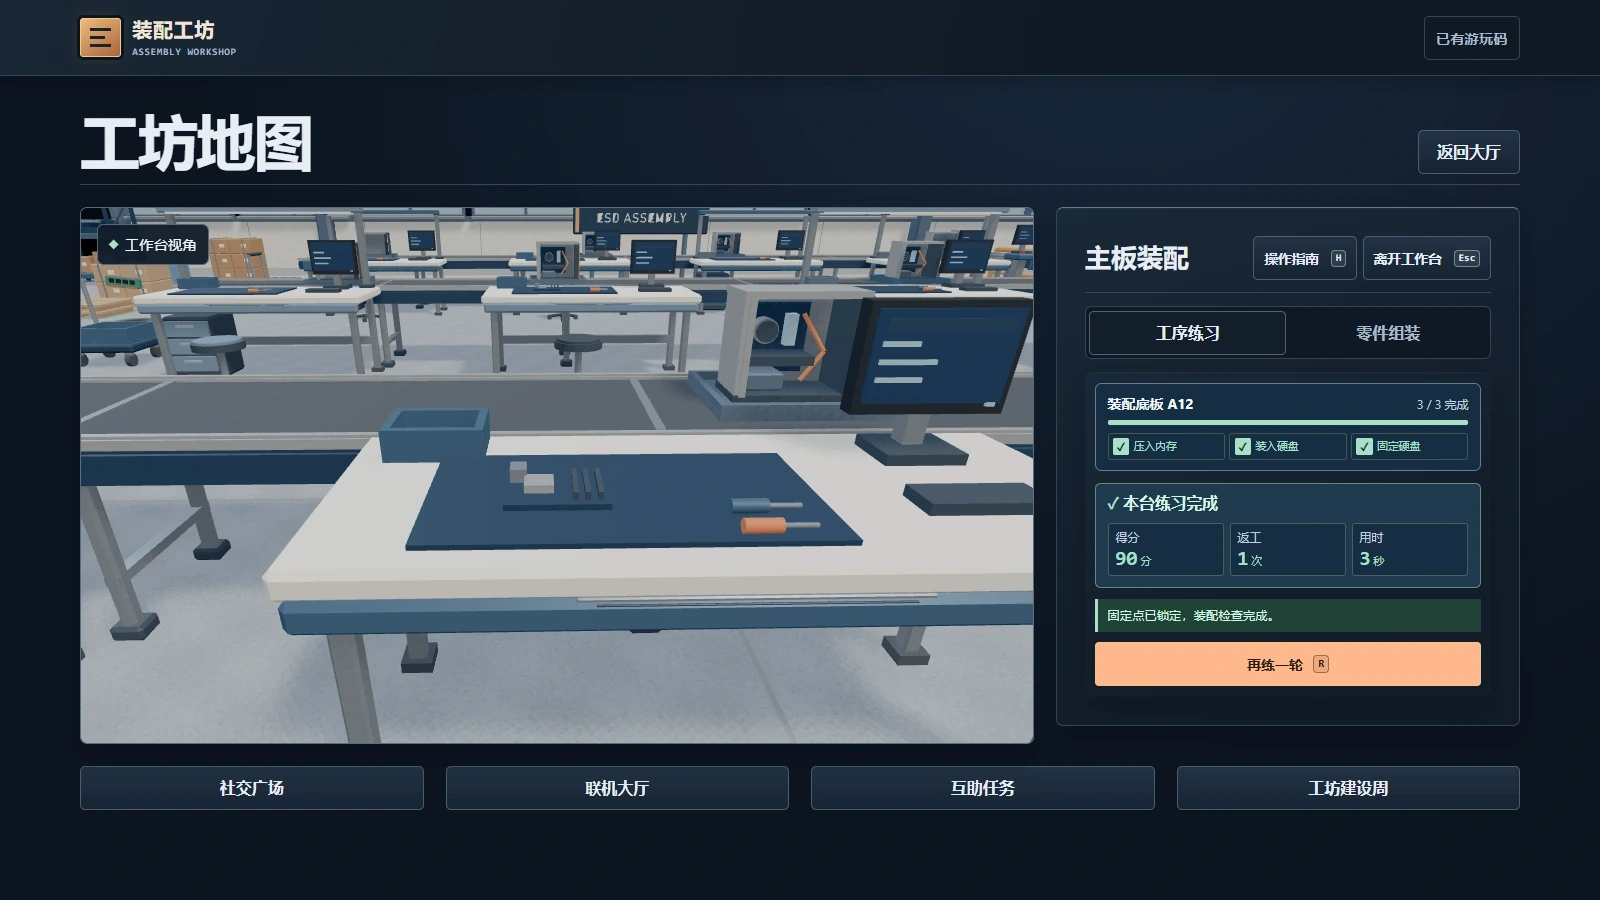 装配工坊
ASSEMBLY WORKSHOP
已有游玩码
工坊地图
返回大厅
ESD ASSEMPLY
工作台视角
主板装配
操作指南 H
离开工作台 Esc
工序练习
零件组装
装配底板 A12
3 / 3 完成
压入内存
装入硬盘
固定硬盘
✓ 本台练习完成
得分
90 分
返工
1 次
用时
3 秒
固定点已锁定，装配检查完成。
再练一轮 R
社交广场
联机大厅
互助任务
工坊建设周